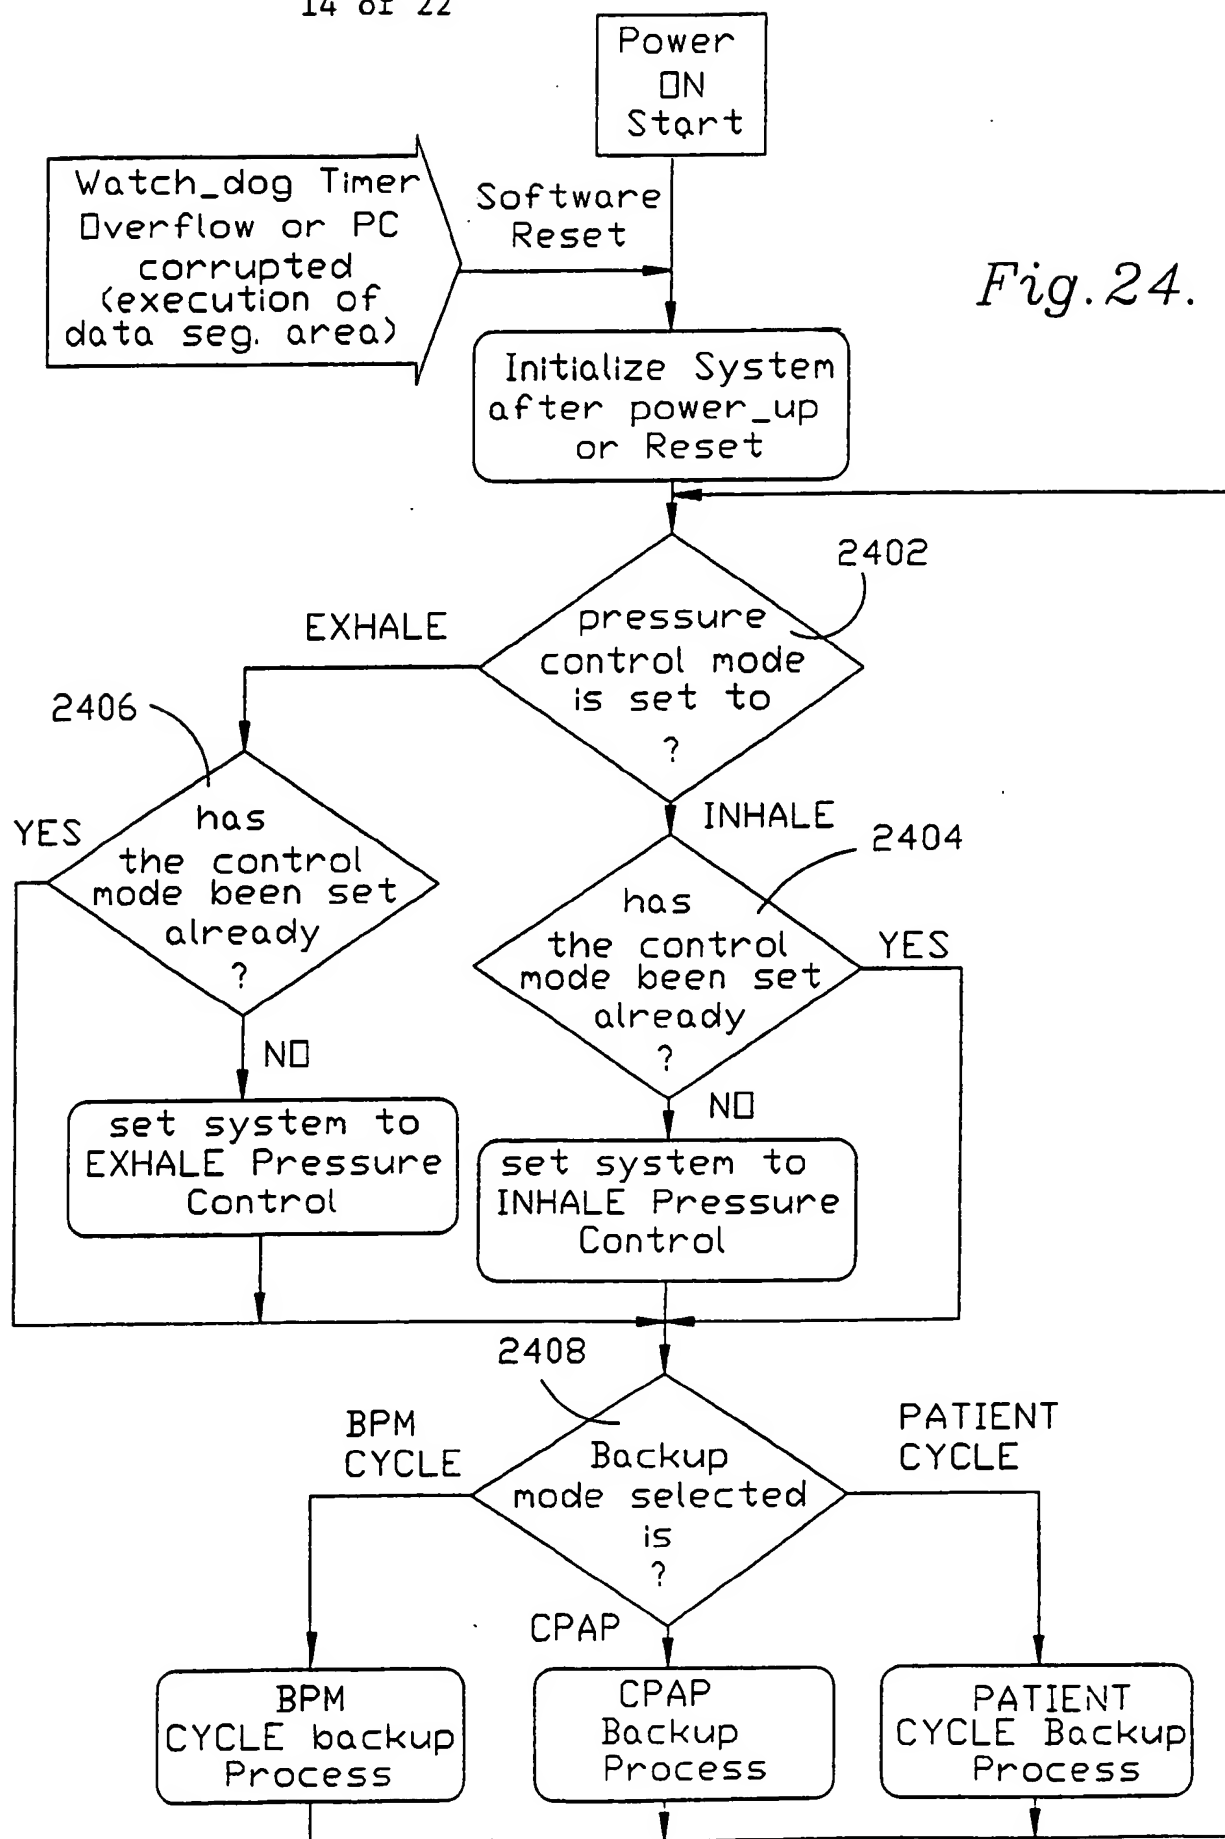 14 of 22
Power
ON
Start
Watch_dog Timer
Overflow or PC
corrupted
(execution of
data seg. area)
Software
Reset
Fig.24.
Initialize System
after power_up
or Reset
2402
pressure
control mode
is set to
?
EXHALE
2406
has
the control
mode been set
already
?
YES
INHALE
2404
has
the control
mode been set
already
?
YES
NO
set system to
EXHALE Pressure
Control
NO
set system to
INHALE Pressure
Control
2408
BPM
CYCLE
Backup
mode selected
is
?
PATIENT
CYCLE
CPAP
BPM
CYCLE backup
Process
CPAP
Backup
Process
PATIENT
CYCLE Backup
Process